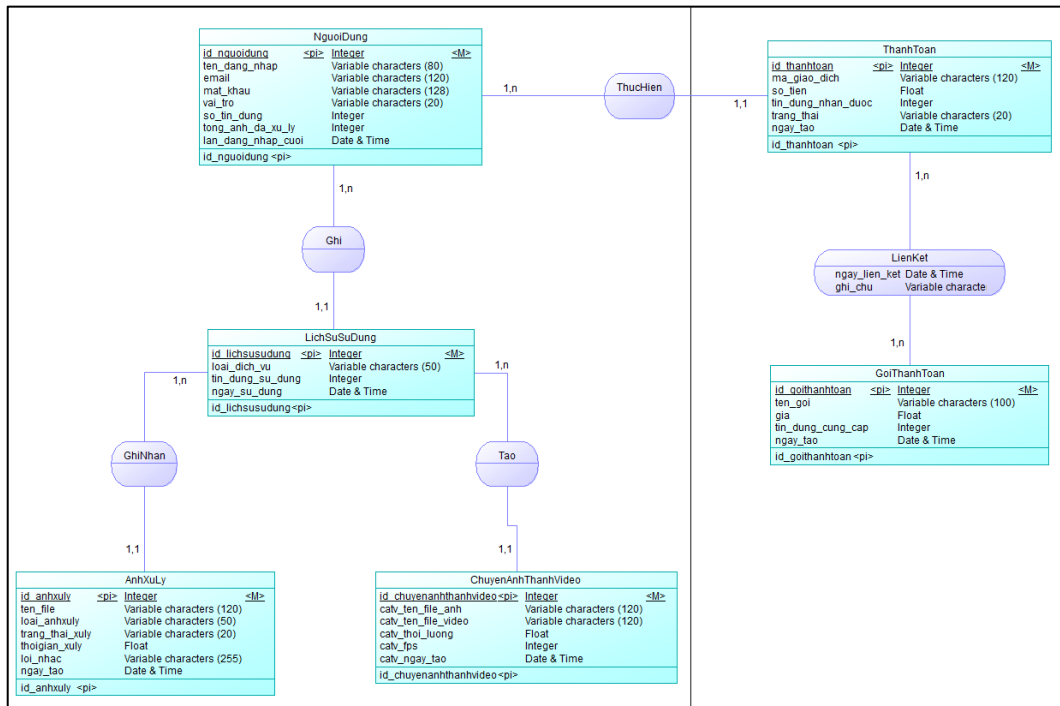 NguoiDung
id_nguoidung <pi> Integer <M>
ten_dang_nhap Variable characters (80)
email Variable characters (120)
mat_khau Variable characters (128)
vai_tro Variable characters (20)
so_tin_dung Integer
tong_anh_da_xu_ly Integer
lan_dang_nhap_cuoi Date & Time
id_nguoidung <pi>
1,n
ThucHien
1,1
ThanhToan
id_thanhtoan <pi> Integer <M>
ma_giao_dich Variable characters (120)
so_tien Float
tin_dung_nhan_duoc Integer
trang_thai Variable characters (20)
ngay_tao Date & Time
id_thanhtoan <pi>
1,n
Ghi
1,1
1,n
LienKet
ngay_lien_ket Date & Time
ghi_chu Variable characte
1,n
LichSuSuDung
id_lichsusudung <pi> Integer <M>
loai_dich_vu Variable characters (50)
tin_dung_su_dung Integer
ngay_su_dung Date & Time
id_lichsusudung<pi>
GoiThanhToan
id_goithanhtoan <pi> Integer <M>
ten_goi Variable characters (100)
gia Float
tin_dung_cung_cap Integer
ngay_tao Date & Time
id_goithanhtoan <pi>
1,n
1,n
GhiNhan
Tao
1,1
1,1
AnhXuLy
id_anhxuly <pi> Integer <M>
ten_file Variable characters (120)
loai_anhxuly Variable characters (50)
trang_thai_xuly Variable characters (20)
thoigian_xuly Float
loi_nhac Variable characters (255)
ngay_tao Date & Time
id_anhxuly <pi>
ChuyenAnhThanhVideo
id_chuyenanhthanhvideo<pi> Integer <M>
catv_ten_file_anh Variable characters (120)
catv_ten_file_video Variable characters (120)
catv_thoi_luong Float
catv_fps Integer
catv_ngay_tao Date & Time
id_chuyenanhthanhvideo<pi>